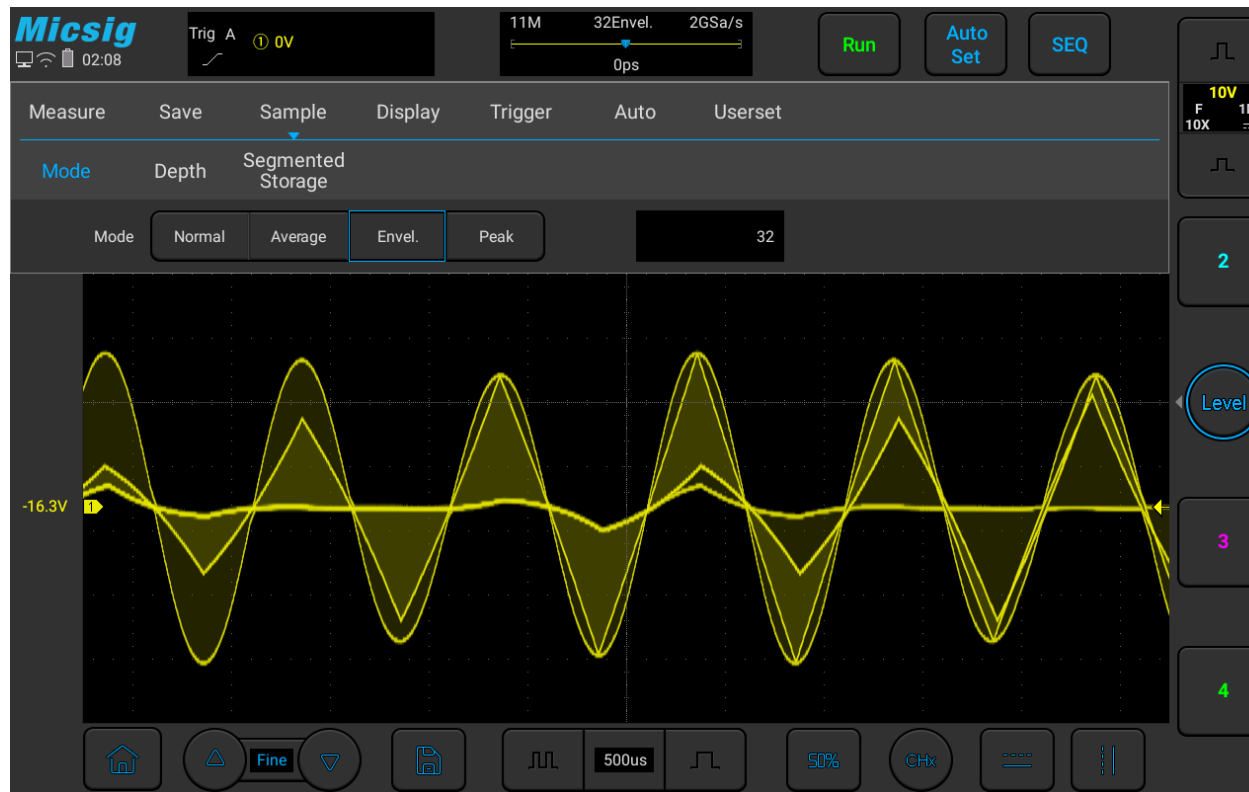 Micsig
02:08
Trig A
① 0V
11M 32Envel. 2GSa/s
0ps
Run
Auto
Set
SEQ
Measure Save Sample Display Trigger Auto Userset
Mode Depth Segmented
Storage
Mode Normal Average Envel. Peak 32
10V
F
10X
2
Level
-16.3V
1
3
4
Fine
500us
50%
CHx